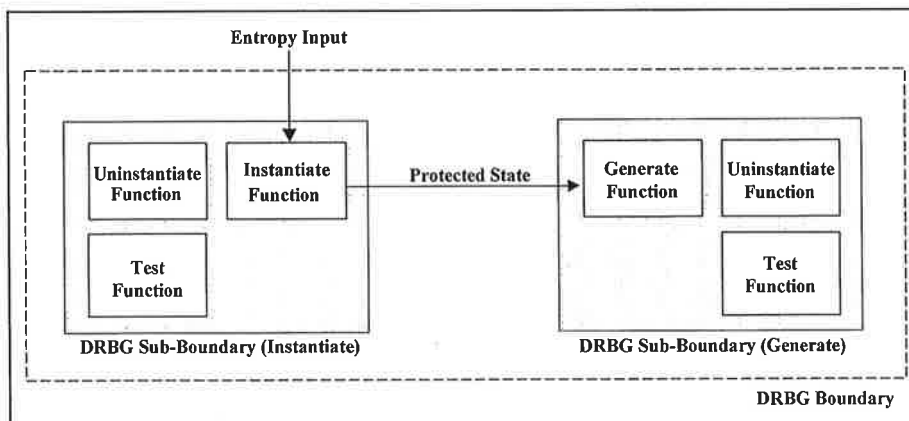 Entropy Input
Uninstantiate
Function
Instantiate
Function
Test
Function
DRBG Sub-Boundary (Instantiate)
Protected State
Generate
Function
Uninstantiate
Function
Test
Function
DRBG Sub-Boundary (Generate)
DRBG Boundary